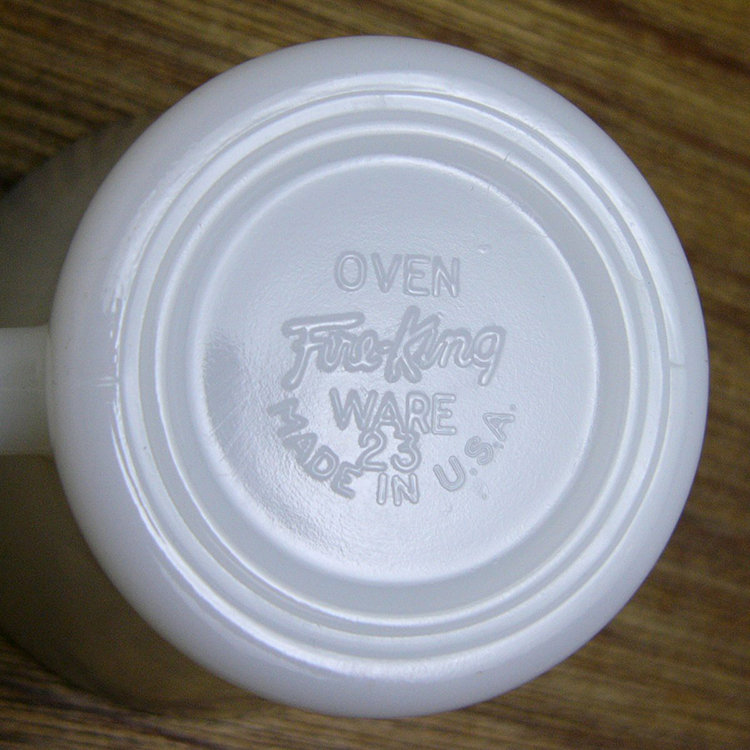 OVEN
Fire-King
WARE
23
MADE IN U.S.A.